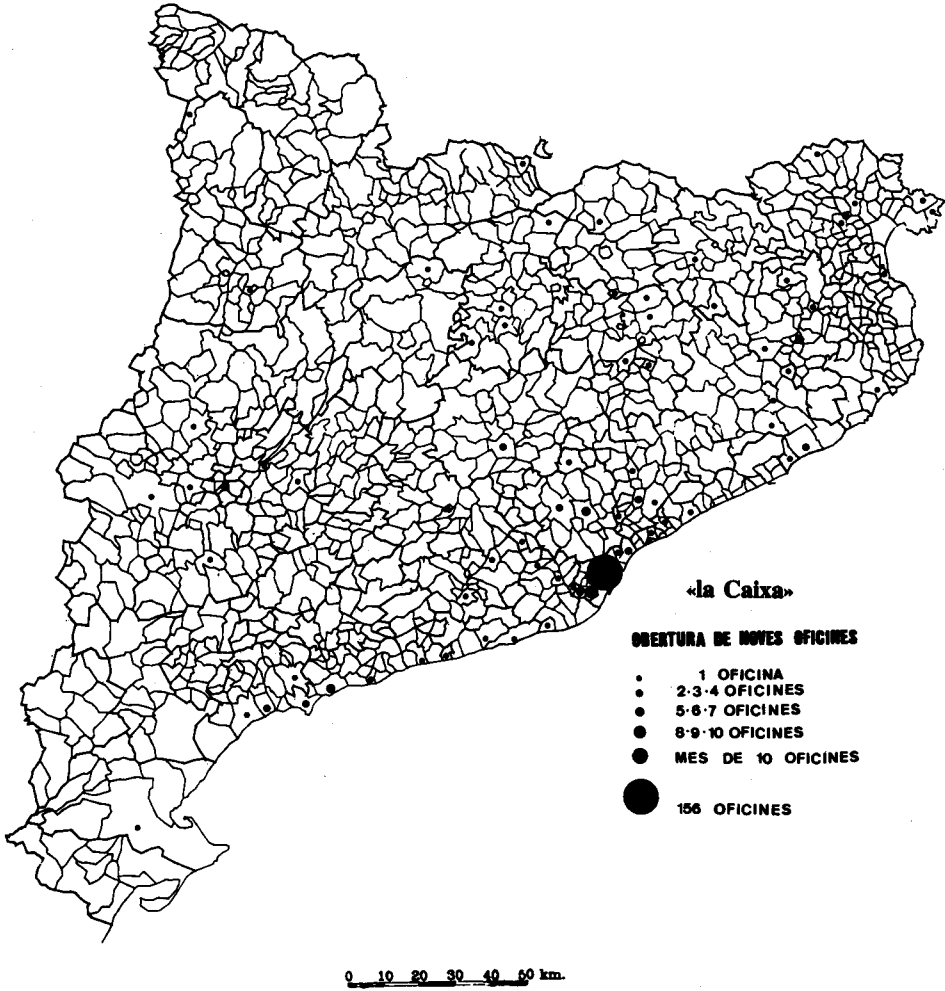 «la Caixa»
OBERTURA DE NOVES OFICINES
1 OFICINA
2·3·4 OFICINES
5·6·7 OFICINES
8·9·10 OFICINES
MES DE 10 OFICINES
156 OFICINES
0 10 20 30 40 50 km.